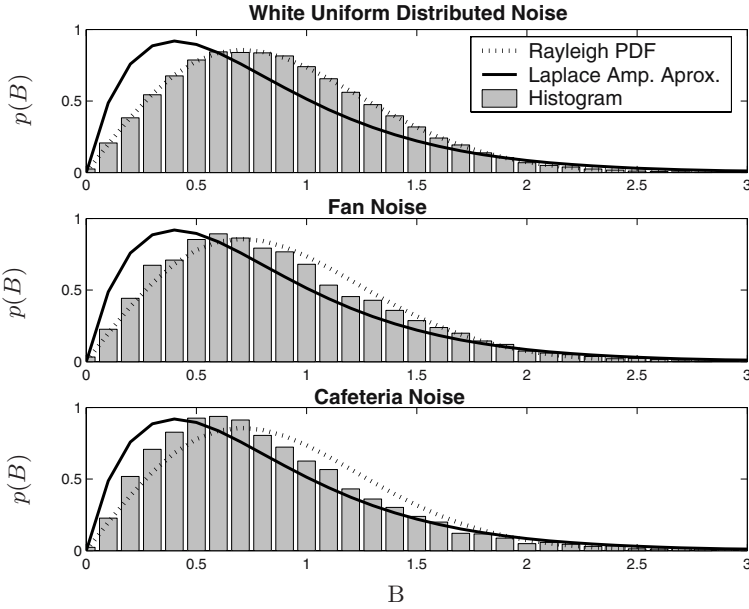 White Uniform Distributed Noise
Rayleigh PDF
Laplace Amp. Aprox.
Histogram
p(B)
1
0.5
0
0 0.5 1 1.5 2 2.5 3
Fan Noise
p(B)
1
0.5
0
0 0.5 1 1.5 2 2.5 3
Cafeteria Noise
p(B)
1
0.5
0
0 0.5 1 1.5 2 2.5 3
B